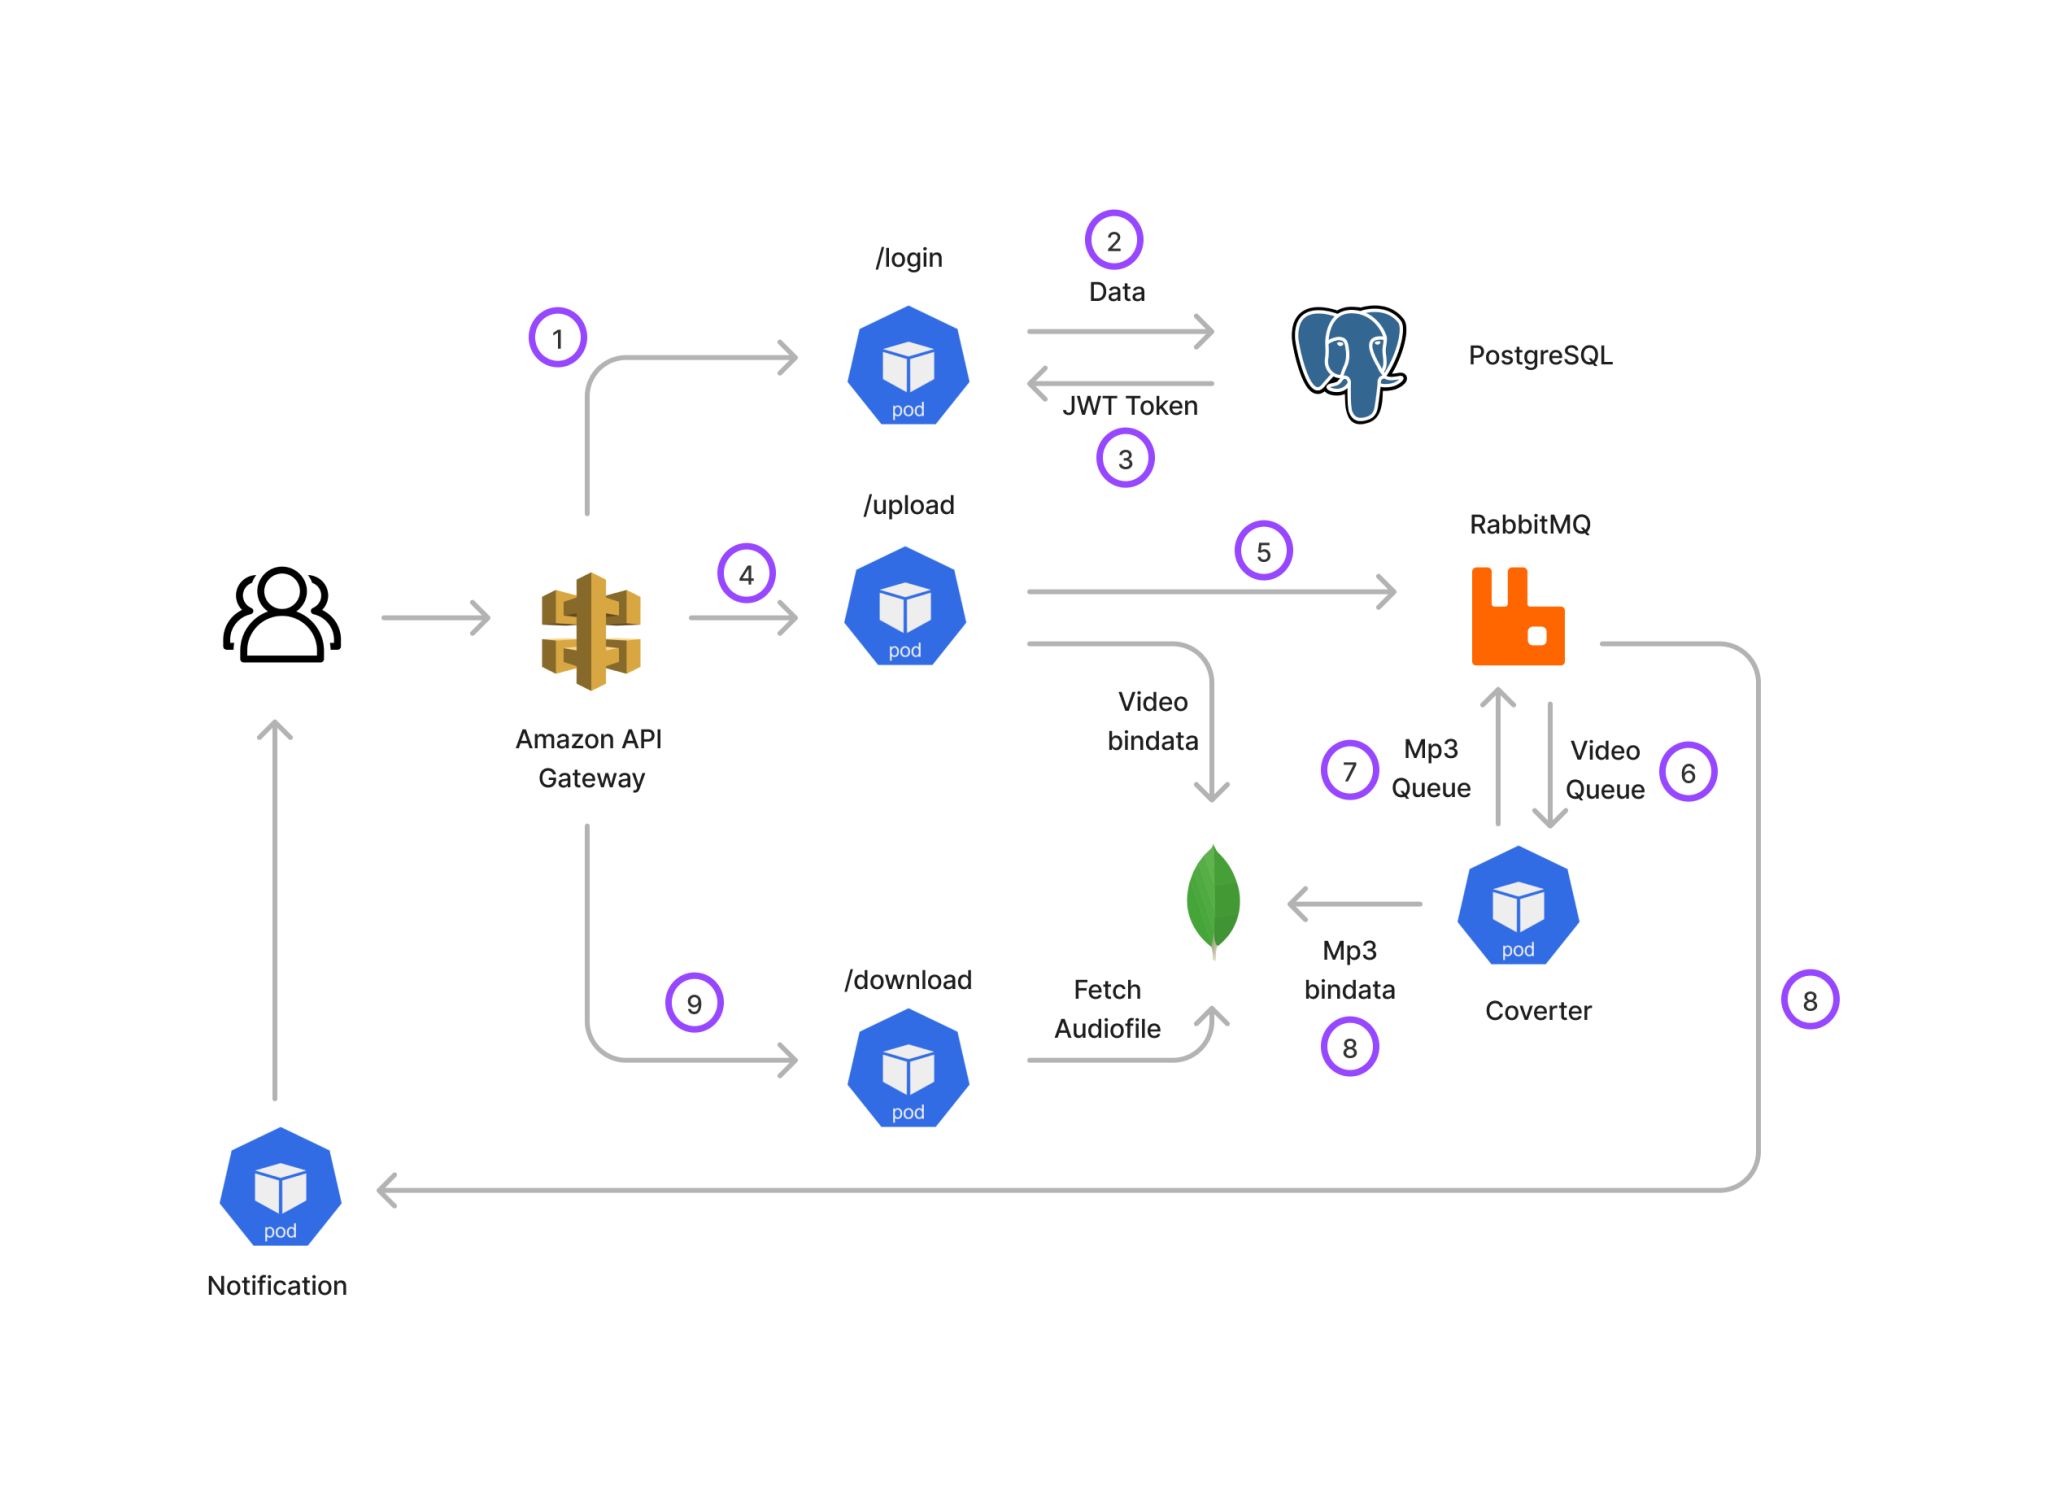 /login
2
Data
1
pod
PostgreSQL
JWT Token
3
/upload
RabbitMQ
5
4
pod
Video
bindata
Amazon API
Gateway
7
Mp3
Queue
Video
Queue
6
pod
/download
Fetch
Audiofile
Mp3
bindata
8
Coverter
9
8
pod
pod
Notification